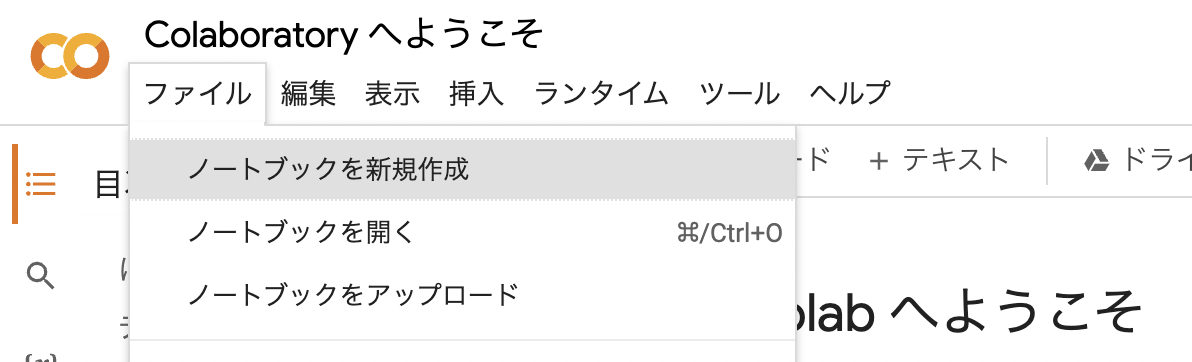 Colaboratory へようこそ
ファイル 編集 表示 挿入 ランタイム ツール ヘルプ
ノートブックを新規作成
ード + テキスト ドライ
目次
ノートブックを開く ⌘/Ctrl+O
ノートブックをアップロード
olab へようこそ